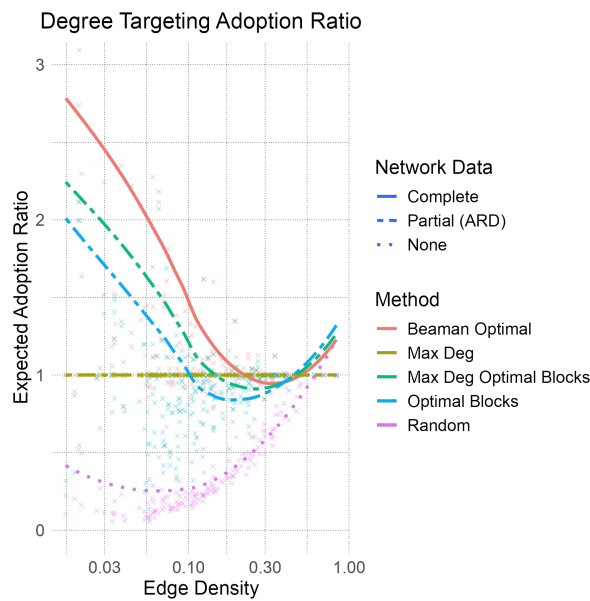 Degree Targeting Adoption Ratio
Expected Adoption Ratio
3
2
1
0
0.03
0.10
0.30
1.00
Edge Density
Network Data
Complete
Partial (ARD)
None
Method
Beaman Optimal
Max Deg
Max Deg Optimal Blocks
Optimal Blocks
Random